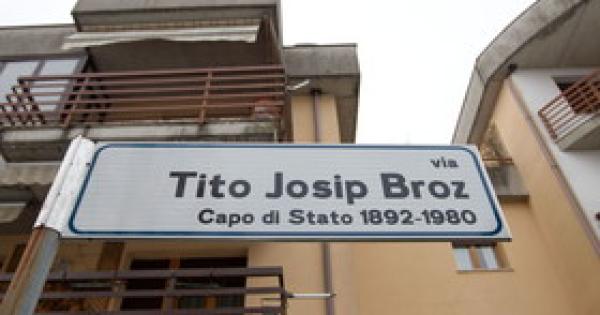 via
Tito Josip Broz
Capo di Stato 1892-1980